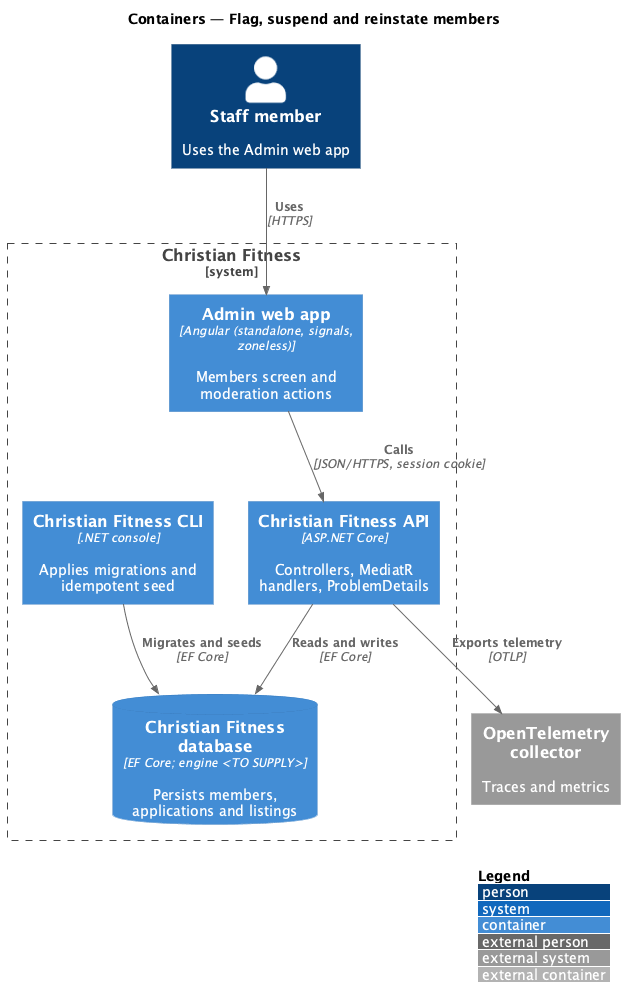 Containers — Flag, suspend and reinstate members
Staff member
Uses the Admin web app
Uses
[HTTPS]
Christian Fitness
[system]
Admin web app
[Angular (standalone, signals,
zoneless)]
Members screen and
moderation actions
Calls
[JSON/HTTPS, session cookie]
Christian Fitness CLI
[.NET console]
Applies migrations and
idempotent seed
Christian Fitness API
[ASP.NET Core]
Controllers, MediatR
handlers, ProblemDetails
Migrates and seeds
[EF Core]
Reads and writes
[EF Core]
Exports telemetry
[OTLP]
Christian Fitness
database
[EF Core; engine <TO SUPPLY>]
Persists members,
applications and listings
OpenTelemetry
collector
Traces and metrics
Legend
person
system
container
external person
external system
external container